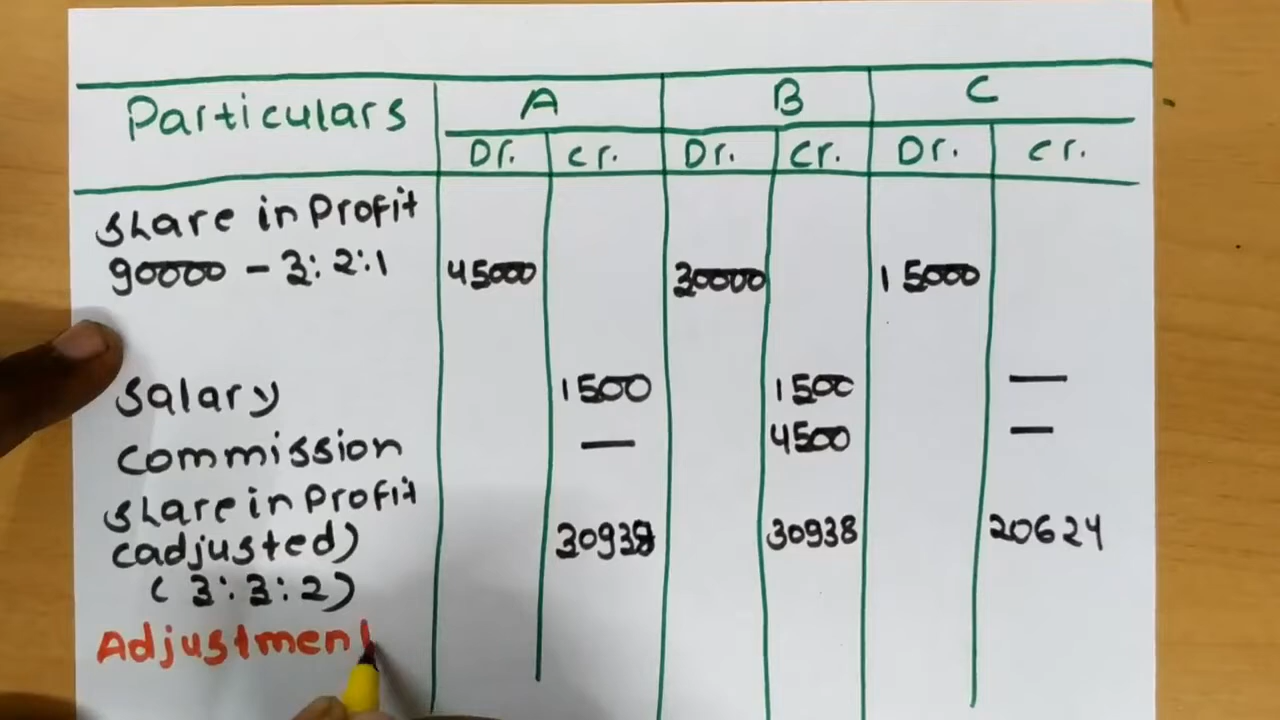 Particulars A B C
Dr. Cr. Dr. Cr. Dr. Cr.
Share in Profit
90000 - 3:2:1 45000 30000 15000
Salary 1500 1500 —
Commission — 4500 —
Share in Profit
(adjusted) 30938 30938 20624
(3:3:2)
Adjustment